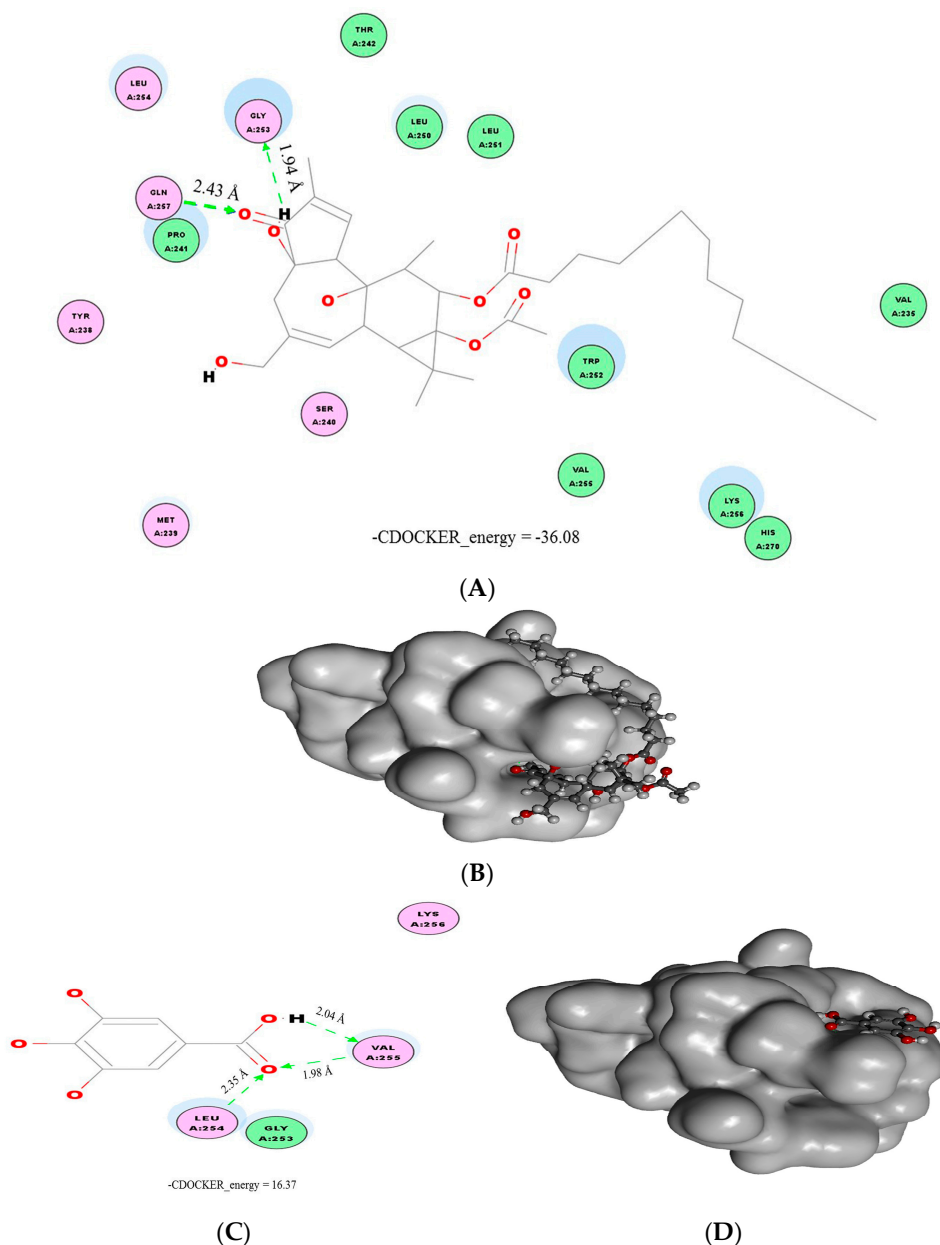 THR
A:242
LEU
A:254
GLY
A:253
LEU
A:250
LEU
A:251
1.94 Å
GLN
A:257
2.43 Å
O
H
O
PRO
A:241
O
O
TYR
A:238
O
O
O
VAL
A:235
O
H
TRP
A:252
SER
A:240
VAL
A:255
LYS
A:256
MET
A:239
HIS
A:270
-CDOCKER_energy = -36.08
(A)
(B)
LYS
A:256
O
O H
2.04 Å
O
VAL
A:255
1.98 Å
O
2.35 Å
O
LEU
A:254
GLY
A:253
-CDOCKER_energy = 16.37
(C)
(D)